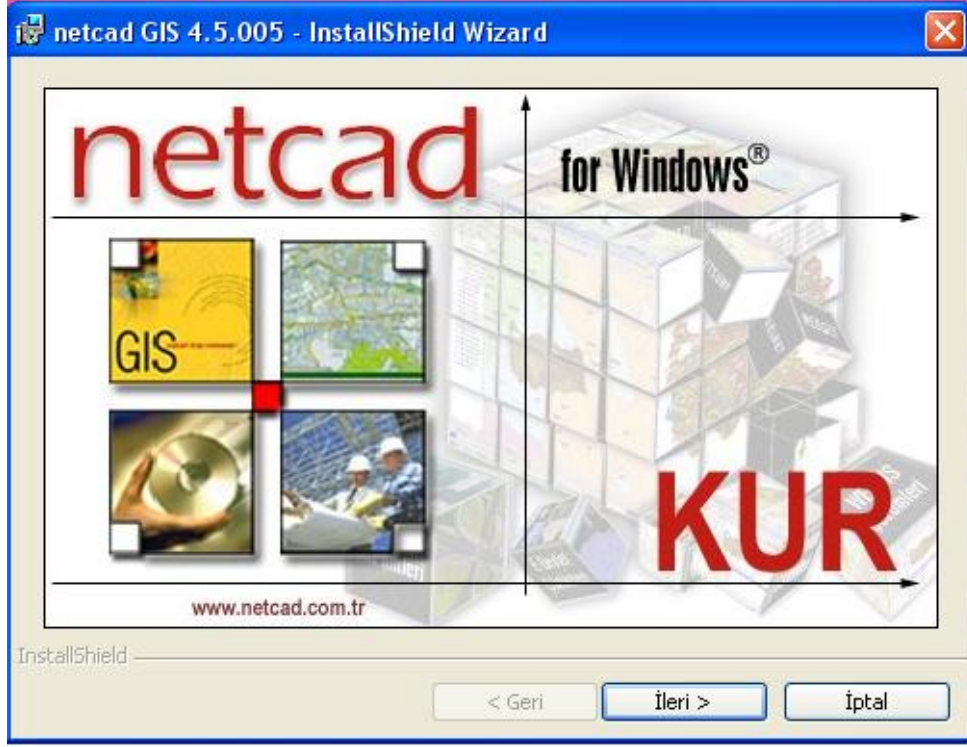 netcad GIS 4.5.005 - InstallShield Wizard
netcad
for Windows®
GIS
KUR
www.netcad.com.tr
InstallShield
< Geri
İleri >
İptal